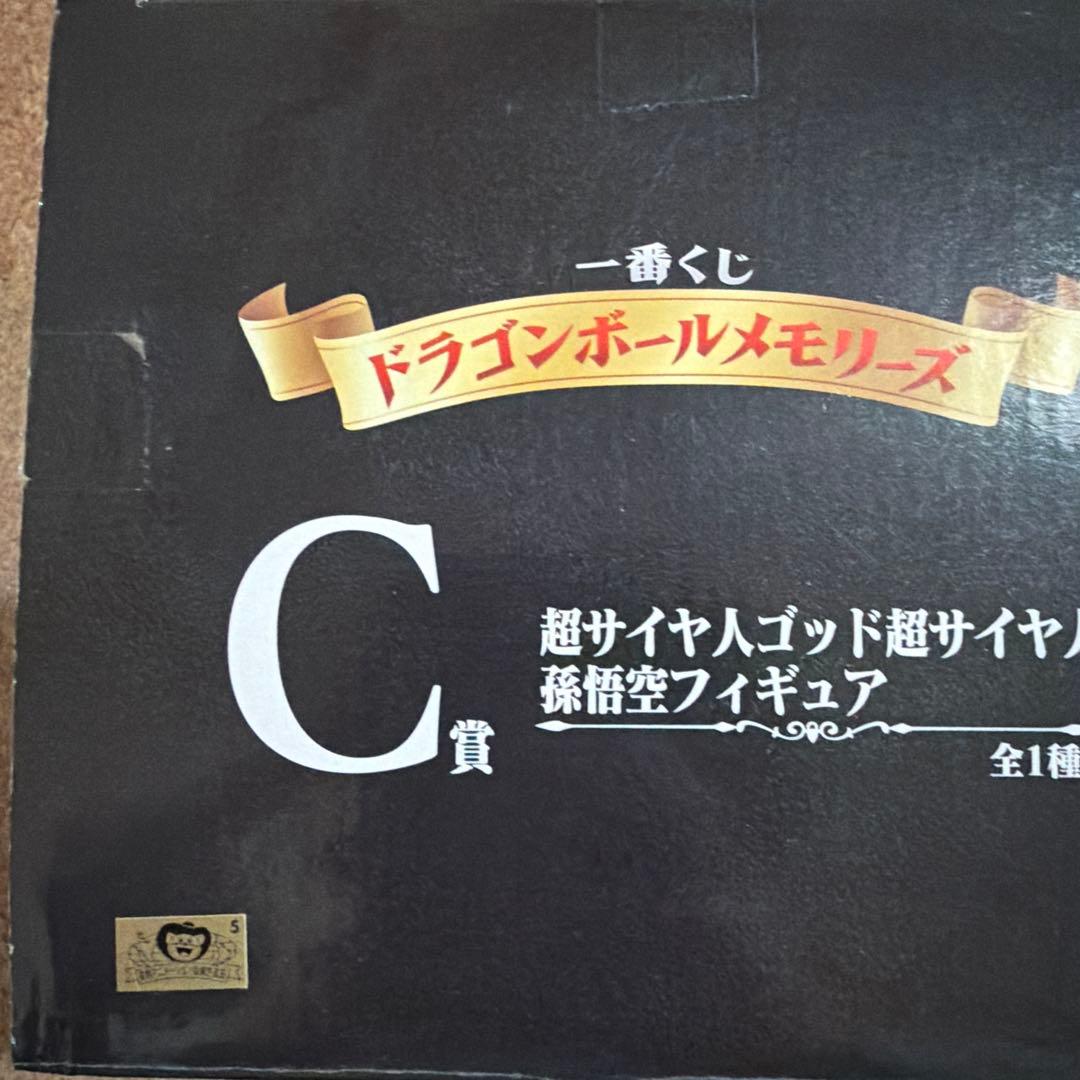 一番くじ
ドラゴンボールメモリーズ
C賞
超サイヤ人ゴッド超サイヤ人
孫悟空フィギュア
全1種
5